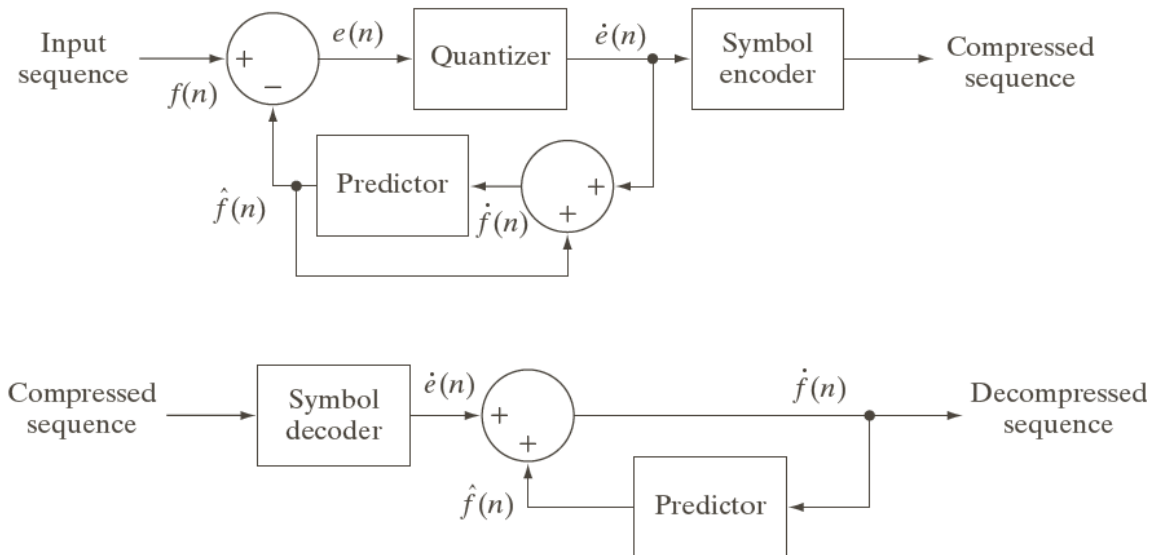 Input
sequence
f(n)
+
−
e(n)
Quantizer
ė(n)
Symbol
encoder
Compressed
sequence
f̂(n)
Predictor
ḟ(n)
+
+
Compressed
sequence
Symbol
decoder
ė(n)
+
+
f̂(n)
Predictor
ḟ(n)
Decompressed
sequence